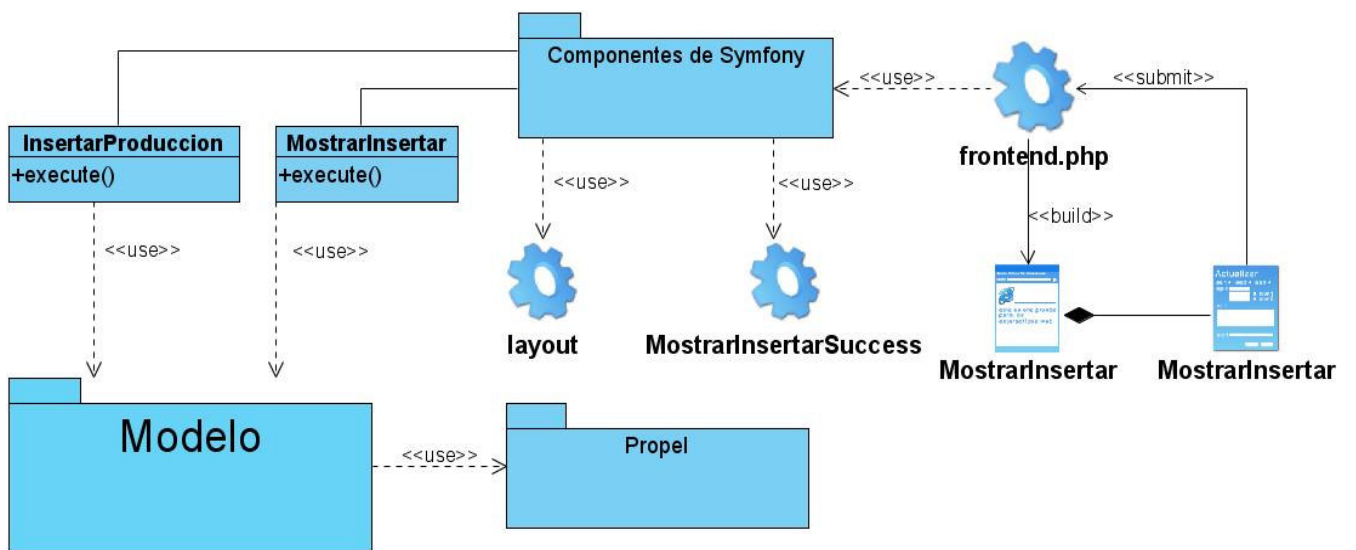 Componentes de Symfony
<<use>>
<<submit>>
InsertarProduccion
+execute()
MostrarInsertar
+execute()
frontend.php
<<use>>
<<use>>
<<build>>
<<use>>
<<use>>
Actualizar
layout
MostrarInsertarSuccess
MostrarInsertar
MostrarInsertar
Modelo
<<use>>
Propel